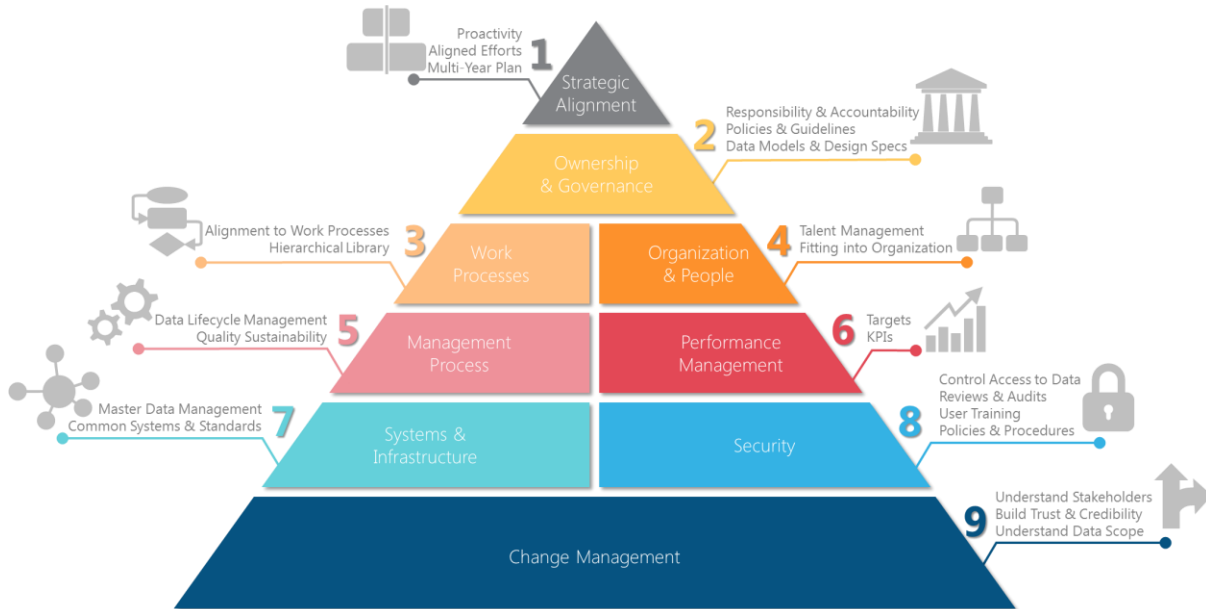 Proactivity
Aligned Efforts
Multi-Year Plan
1
Strategic
Alignment
2
Responsibility & Accountability
Policies & Guidelines
Data Models & Design Specs
Ownership
& Governance
Alignment to Work Processes
Hierarchical Library
3
Work
Processes
Organization
& People
4
Talent Management
Fitting into Organization
Data Lifecycle Management
Quality Sustainability
5
Management
Process
Performance
Management
6
Targets
KPIs
Master Data Management
Common Systems & Standards
7
Systems &
Infrastructure
Security
8
Control Access to Data
Reviews & Audits
User Training
Policies & Procedures
Change Management
9
Understand Stakeholders
Build Trust & Credibility
Understand Data Scope